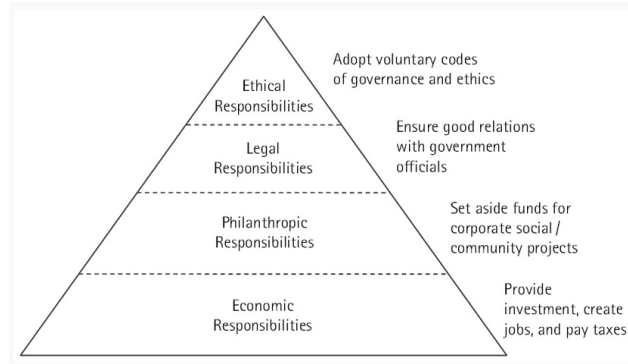 Adopt voluntary codes
of governance and ethics
Ethical
Responsibilities
Ensure good relations
with government
officials
Legal
Responsibilities
Set aside funds for
corporate social/
community projects
Philanthropic
Responsibilities
Provide
investment, create
jobs, and pay taxes
Economic
Responsibilities